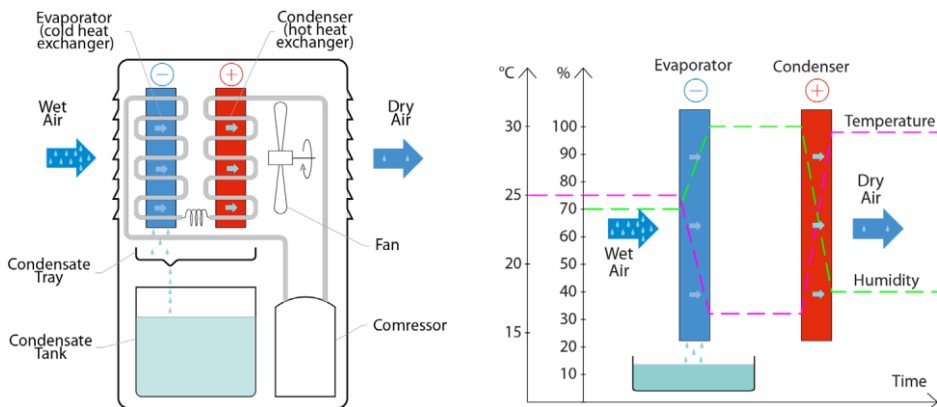 Evaporator
(cold heat
exchanger)
Condenser
(hot heat
exchanger)
−
+
Wet
Air
Dry
Air
Fan
Condensate
Tray
Condensate
Tank
Comressor
°C
%
Evaporator
Condenser
−
+
30
25
20
15
100
90
80
70
60
50
40
30
20
10
Temperature
Dry
Air
Wet
Air
Humidity
Time